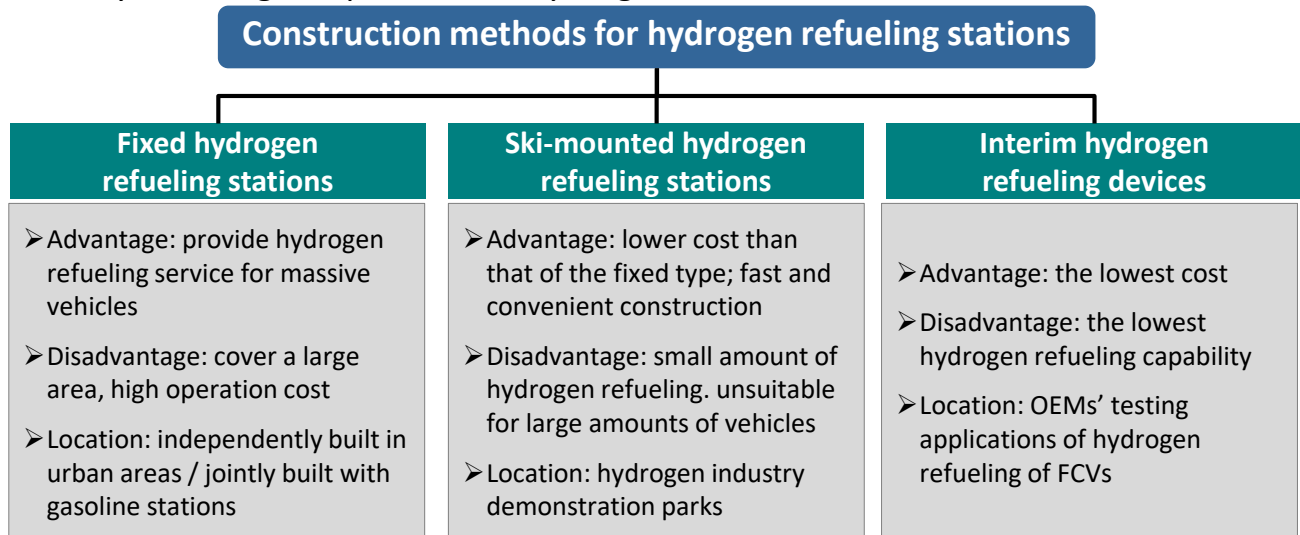 Construction methods for hydrogen refueling stations
Fixed hydrogen
refueling stations
➢Advantage: provide hydrogen
refueling service for massive
vehicles
➢Disadvantage: cover a large
area, high operation cost
➢Location: independently built in
urban areas / jointly built with
gasoline stations
Ski-mounted hydrogen
refueling stations
➢Advantage: lower cost than
that of the fixed type; fast and
convenient construction
➢Disadvantage: small amount of
hydrogen refueling. unsuitable
for large amounts of vehicles
➢Location: hydrogen industry
demonstration parks
Interim hydrogen
refueling devices
➢Advantage: the lowest cost
➢Disadvantage: the lowest
hydrogen refueling capability
➢Location: OEMs’ testing
applications of hydrogen
refueling of FCVs